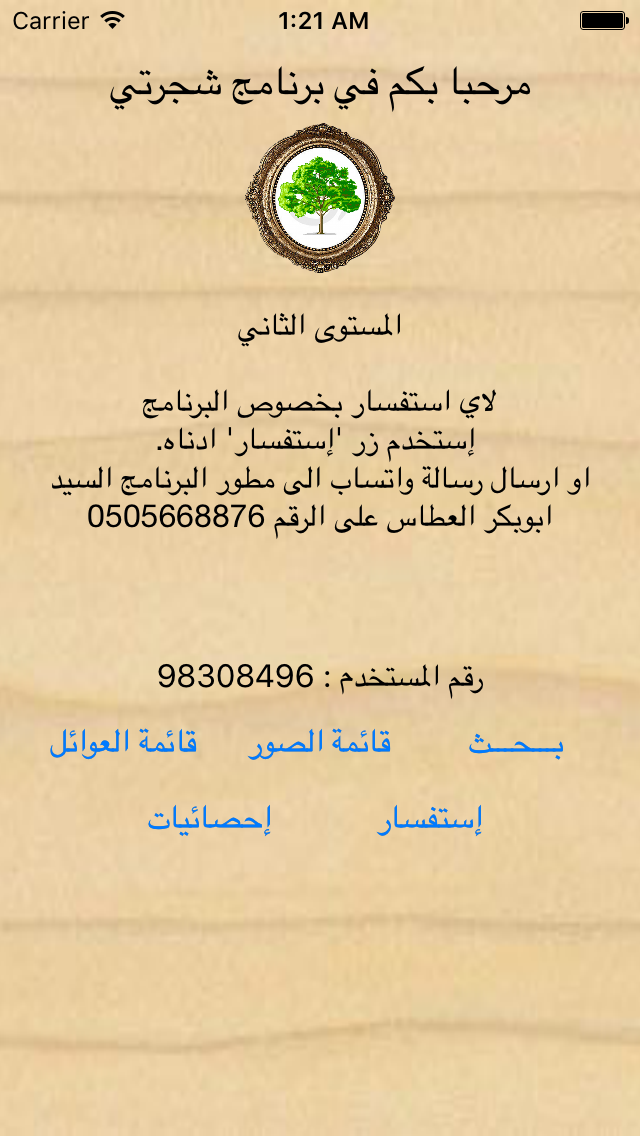 Carrier 1:21 AM
مرحبا بكم في برنامج شجرتي
المستوى الثاني
لاي استفسار بخصوص البرنامج
إستخدم زر 'إستفسار' ادناه.
او ارسال رسالة واتساب الى مطور البرنامج السيد
ابوبكر العطاس على الرقم 0505668876
رقم المستخدم : 98308496
بـــحـــث قائمة الصور قائمة العوائل
إستفسار إحصائيات